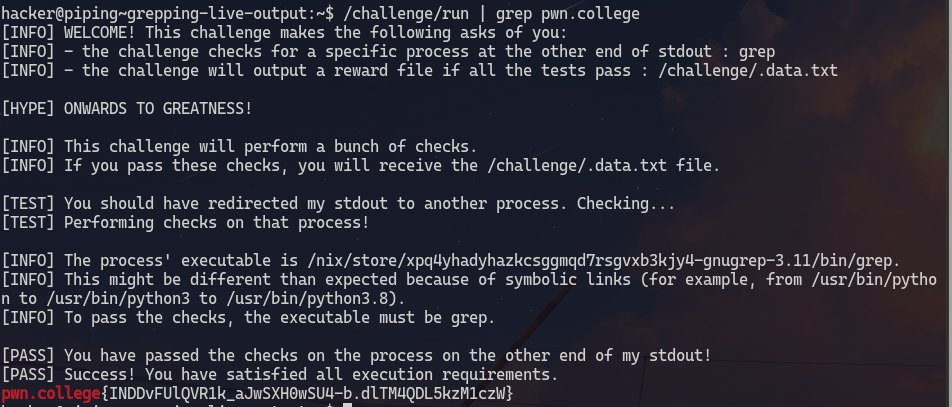 hacker@piping~grepping-live-output:~$ /challenge/run | grep pwn.college
[INFO] WELCOME! This challenge makes the following asks of you:
[INFO] - the challenge checks for a specific process at the other end of stdout : grep
[INFO] - the challenge will output a reward file if all the tests pass : /challenge/.data.txt
[HYPE] ONWARDS TO GREATNESS!
[INFO] This challenge will perform a bunch of checks.
[INFO] If you pass these checks, you will receive the /challenge/.data.txt file.
[TEST] You should have redirected my stdout to another process. Checking...
[TEST] Performing checks on that process!
[INFO] The process' executable is /nix/store/xpq4yhadyhazkcsggmqd7rsgvxb3kjy4-gnugrep-3.11/bin/grep.
[INFO] This might be different than expected because of symbolic links (for example, from /usr/bin/pytho
n to /usr/bin/python3 to /usr/bin/python3.8).
[INFO] To pass the checks, the executable must be grep.
[PASS] You have passed the checks on the process on the other end of my stdout!
[PASS] Success! You have satisfied all execution requirements.
pwn.college{INDDvFUlQVR1k_aJwSXH0wSU4-b.dlTM4QDL5kzM1czW}